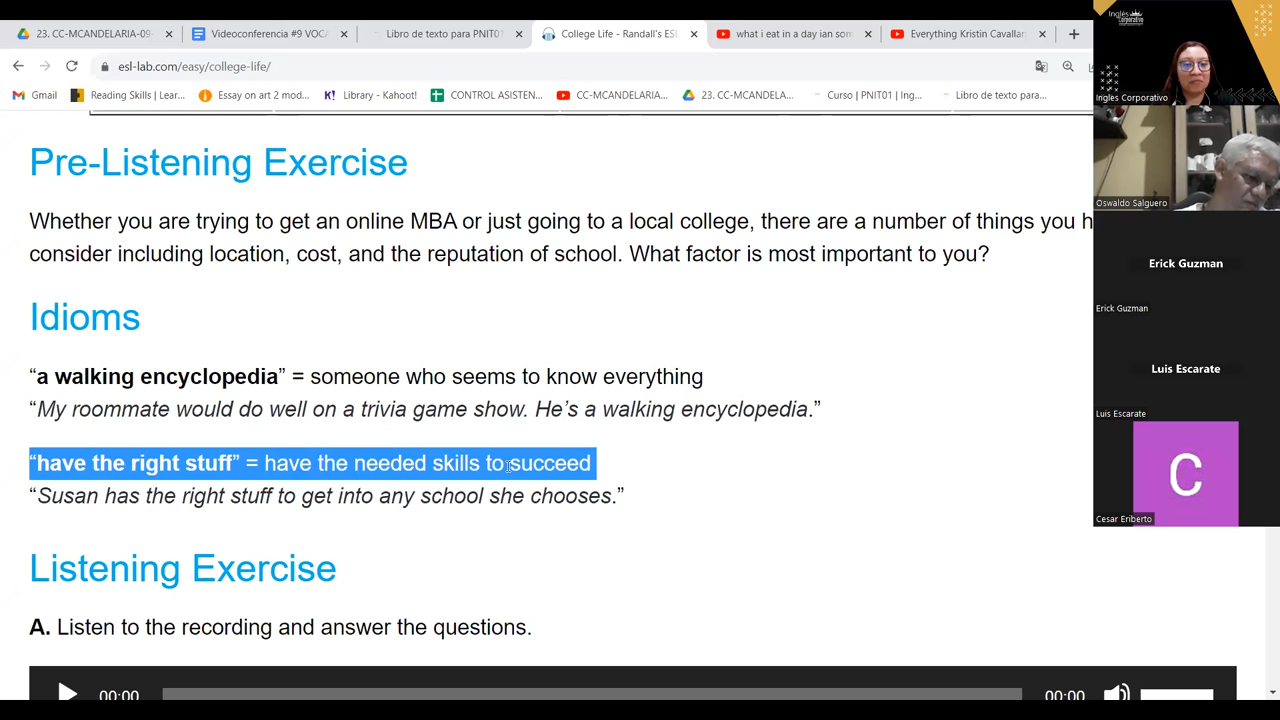 23. CC-MCANDELARIA-09-
Videoconferencia #9 VOCA
Libro de texto para PNIT01
College Life - Randall's ESL
what i eat in a day ian som
Everything Kristin Cavallar
esl-lab.com/easy/college-life/
Gmail
Reading Skills | Lear...
Essay on art 2 mod...
Library - Kahoot!
CONTROL ASISTEN...
CC-MCANDELARIA...
23. CC-MCANDELA...
Curso | PNIT01 | Ing...
Libro de texto para...
Pre-Listening Exercise
Whether you are trying to get an online MBA or just going to a local college, there are a number of things you h
consider including location, cost, and the reputation of school. What factor is most important to you?
Idioms
“a walking encyclopedia” = someone who seems to know everything
“My roommate would do well on a trivia game show. He’s a walking encyclopedia.”
“have the right stuff” = have the needed skills to succeed
“Susan has the right stuff to get into any school she chooses.”
Listening Exercise
A. Listen to the recording and answer the questions.
00:00
00:00
Inglés
Corporativo
Ingles Corporativo
Oswaldo Salguero
Erick Guzman
Erick Guzman
Luis Escarate
Luis Escarate
C
Cesar Eriberto